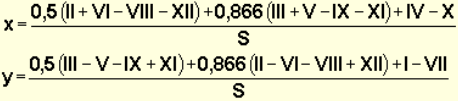 x = 0,5 (II + VI − VIII − XII) + 0,866 (III + V − IX − XI) + IV − X
S
y = 0,5 (III − V − IX + XI) + 0,866 (II − VI − VIII + XII) + I − VII
S